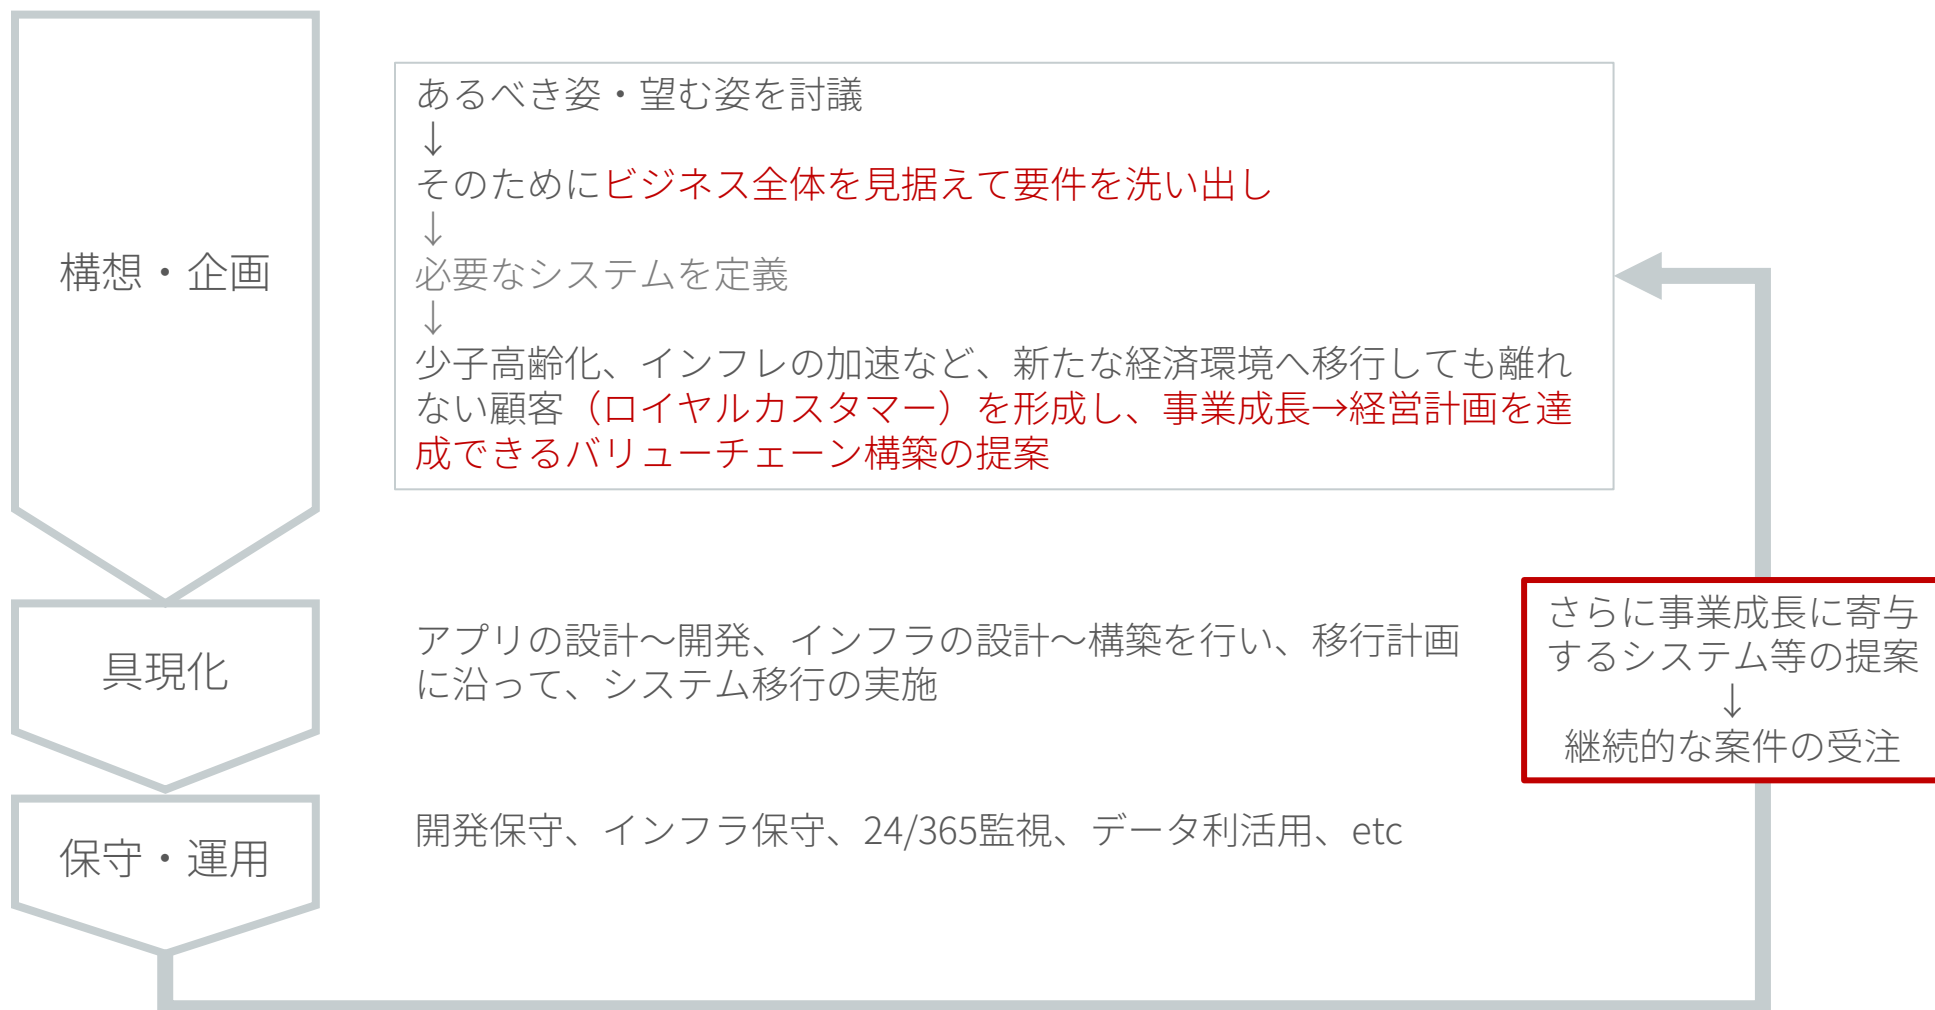 構想・企画
あるべき姿・望む姿を討議
↓
そのためにビジネス全体を見据えて要件を洗い出し
↓
必要なシステムを定義
↓
少子高齢化、インフレの加速など、新たな経済環境へ移行しても離れ
ない顧客（ロイヤルカスタマー）を形成し、事業成長→経営計画を達
成できるバリューチェーン構築の提案
具現化
アプリの設計～開発、インフラの設計～構築を行い、移行計画
に沿って、システム移行の実施
さらに事業成長に寄与
するシステム等の提案
↓
継続的な案件の受注
保守・運用
開発保守、インフラ保守、24/365監視、データ利活用、etc